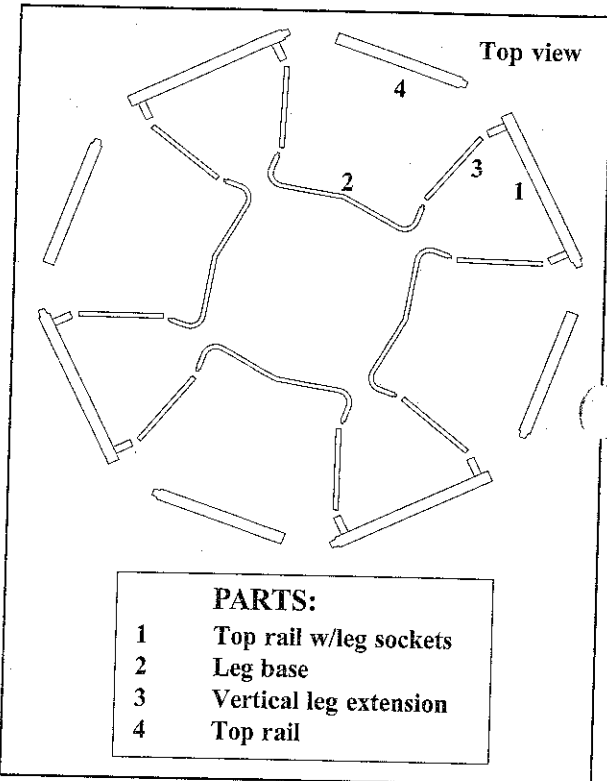 Top view
4
3
2
1
PARTS:
1 Top rail w/leg sockets
2 Leg base
3 Vertical leg extension
4 Top rail